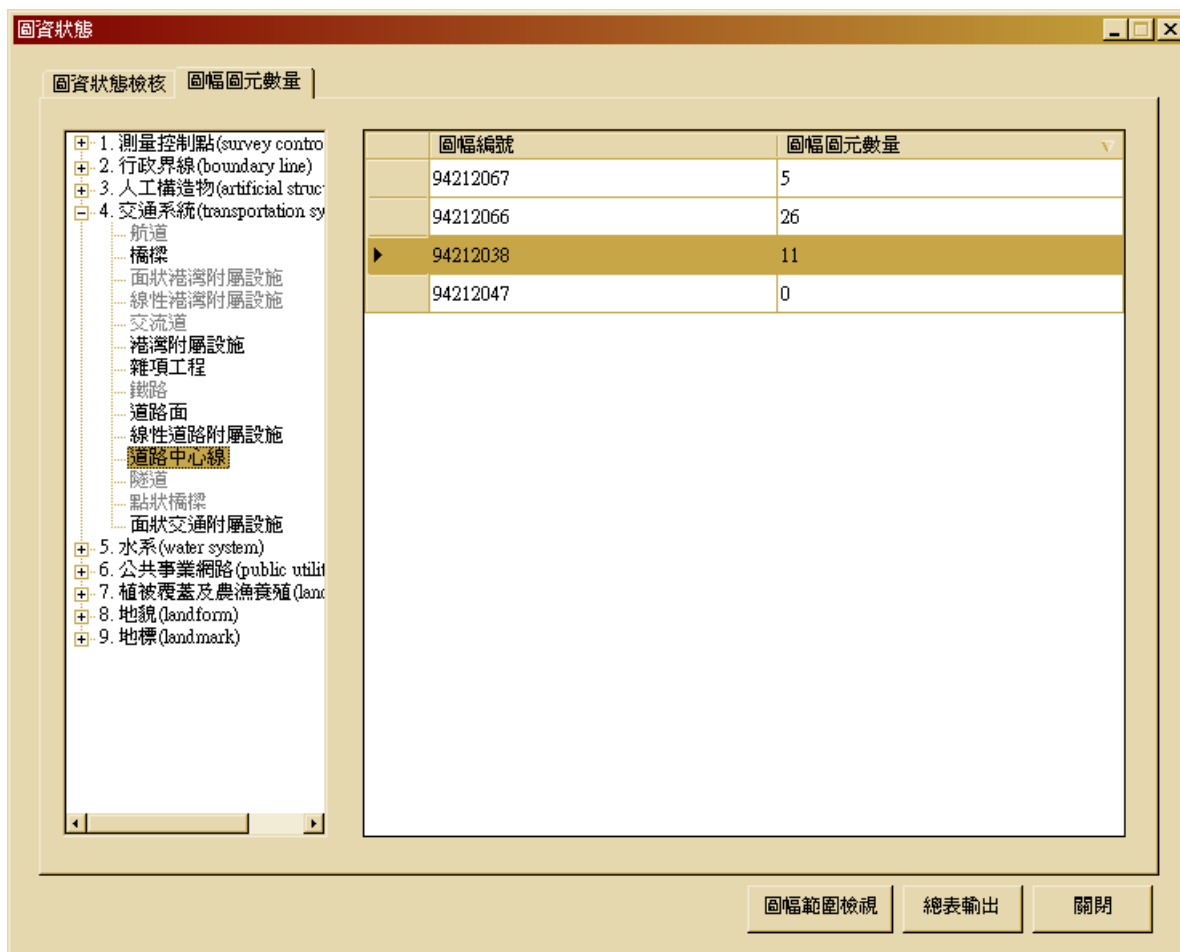 圖資狀態
圖資狀態檢核 圖幅圖元數量
1. 測量控制點(survey contro
2. 行政界線(boundary line)
3. 人工構造物(artificial struc
4. 交通系統(transportation sy
航道
橋樑
面狀港灣附屬設施
線性港灣附屬設施
交流道
港灣附屬設施
雜項工程
鐵路
道路面
線性道路附屬設施
道路中心線
隧道
點狀橋樑
面狀交通附屬設施
5. 水系(water system)
6. 公共事業網路(public utilit
7. 植被覆蓋及農漁養殖(land
8. 地貌(landform)
9. 地標(landmark)
圖幅編號 圖幅圖元數量
94212067 5
94212066 26
94212038 11
94212047 0
圖幅範圍檢視 總表輸出 關閉